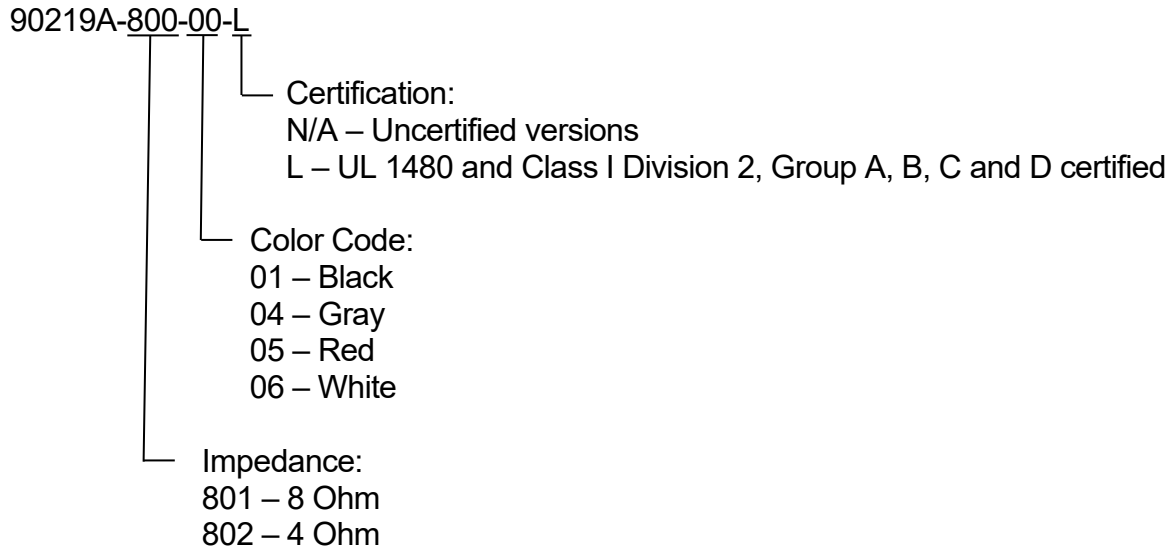 90219A-800-00-L
Certification:
N/A – Uncertified versions
L – UL 1480 and Class I Division 2, Group A, B, C and D certified
Color Code:
01 – Black
04 – Gray
05 – Red
06 – White
Impedance:
801 – 8 Ohm
802 – 4 Ohm